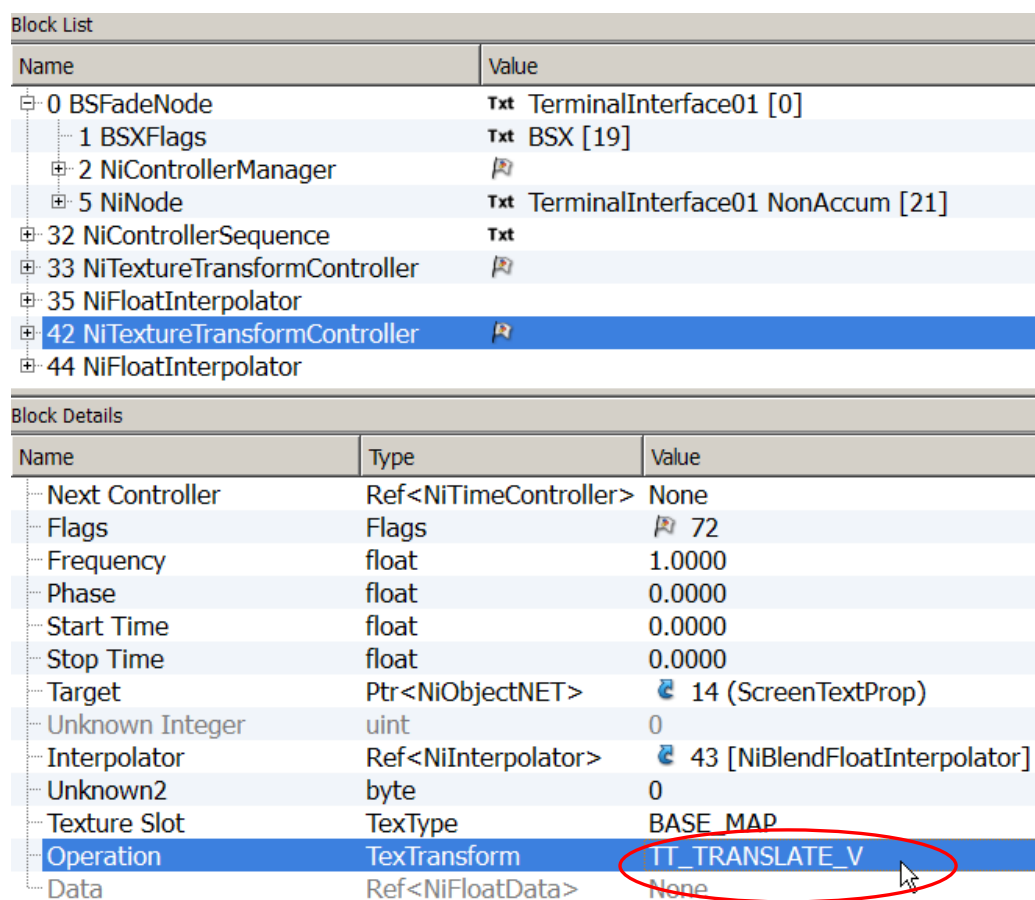 Block List
Name Value
0 BSFadeNode Txt TerminalInterface01 [0]
1 BSXFlags Txt BSX [19]
2 NiControllerManager
5 NiNode Txt TerminalInterface01 NonAccum [21]
32 NiControllerSequence Txt
33 NiTextureTransformController
35 NiFloatInterpolator
42 NiTextureTransformController
44 NiFloatInterpolator
Block Details
Name Type Value
Next Controller Ref<NiTimeController> None
Flags Flags 72
Frequency float 1.0000
Phase float 0.0000
Start Time float 0.0000
Stop Time float 0.0000
Target Ptr<NiObjectNET> 14 (ScreenTextProp)
Unknown Integer uint 0
Interpolator Ref<NiInterpolator> 43 [NiBlendFloatInterpolator]
Unknown2 byte 0
Texture Slot TexType BASE_MAP
Operation TexTransform TT_TRANSLATE_V
Data Ref<NiFloatData> None